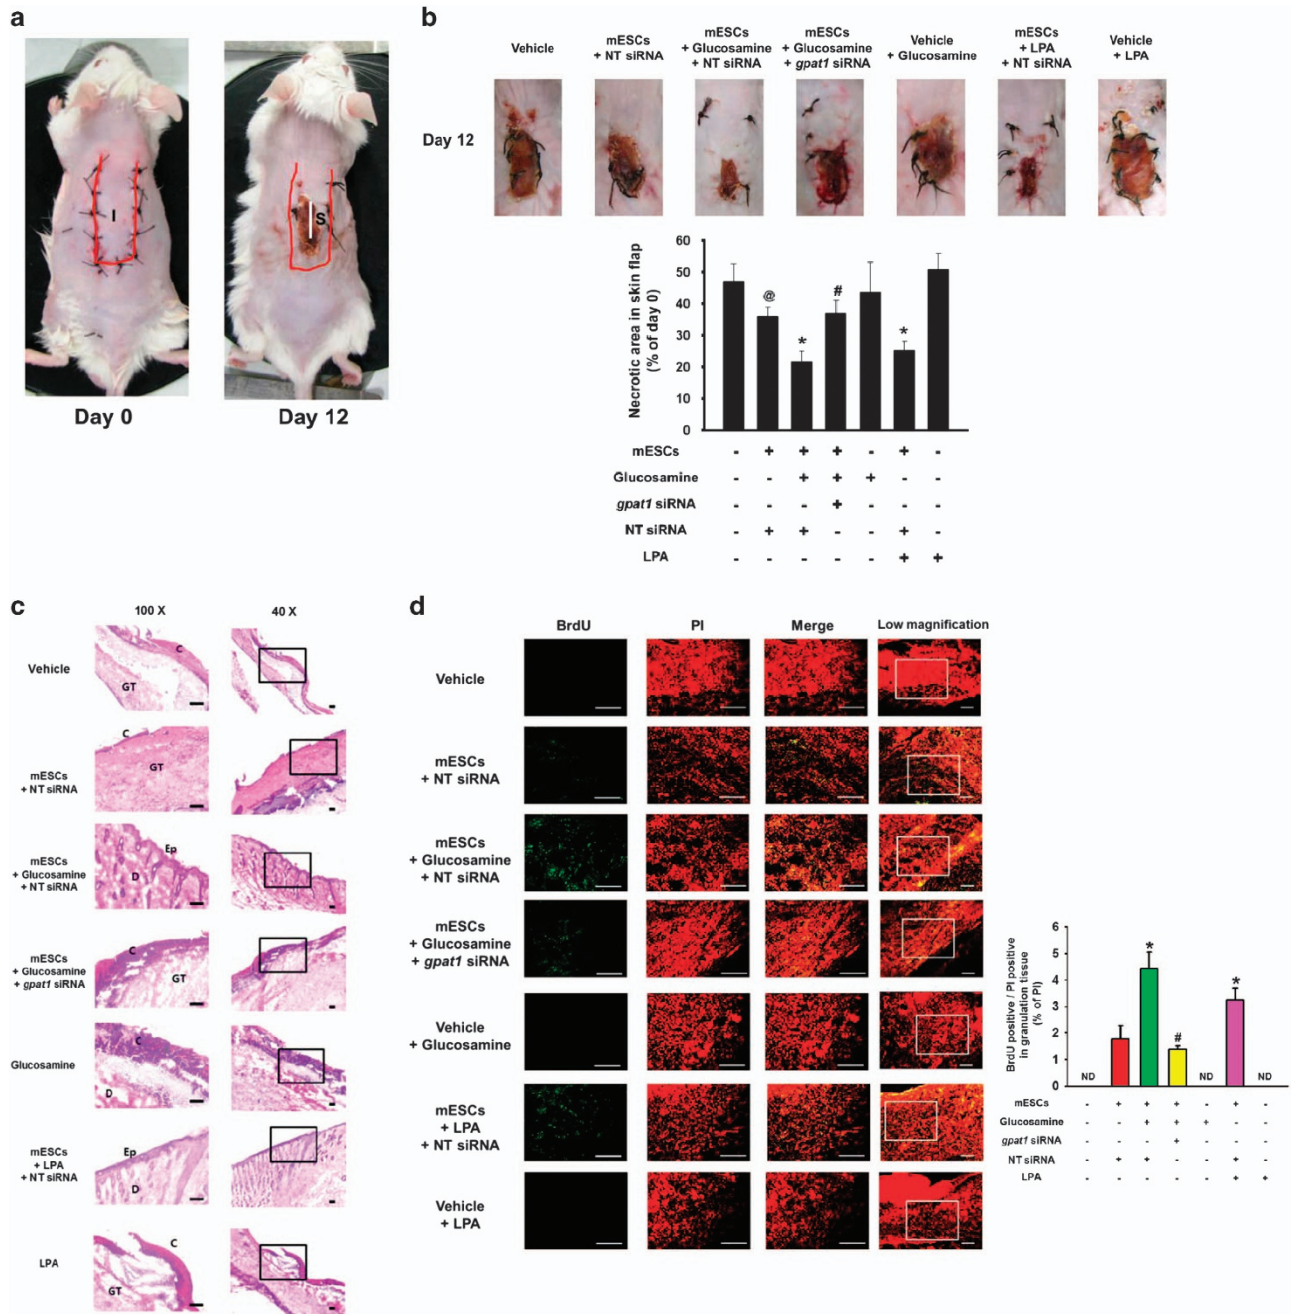 a
I
S
Day 0
Day 12
b
Vehicle
mESCs
+ NT siRNA
mESCs
+ Glucosamine
+ NT siRNA
mESCs
+ Glucosamine
+ gpat1 siRNA
Vehicle
+ Glucosamine
mESCs
+ LPA
+ NT siRNA
Vehicle
+ LPA
Day 12
Necrotic area in skin flap
(% of day 0)
60
50
40
30
20
10
0
@
*
#
*
mESCs - + + + - + -
Glucosamine - - + + + - -
gpat1 siRNA - - - + - - -
NT siRNA - + + - - + -
LPA - - - - - + +
c
100 X
40 X
Vehicle
C
GT
mESCs
+ NT siRNA
C
GT
mESCs
+ Glucosamine
+ NT siRNA
Ep
D
mESCs
+ Glucosamine
+ gpat1 siRNA
C
GT
Glucosamine
C
D
mESCs
+ LPA
+ NT siRNA
Ep
D
LPA
C
GT
d
BrdU
PI
Merge
Low magnification
Vehicle
mESCs
+ NT siRNA
mESCs
+ Glucosamine
+ NT siRNA
mESCs
+ Glucosamine
+ gpat1 siRNA
Vehicle
+ Glucosamine
mESCs
+ LPA
+ NT siRNA
Vehicle
+ LPA
BrdU positive / PI positive
in granulation tissue
(% of PI)
6
5
4
3
2
1
0
ND
*
#
ND
*
ND
mESCs - + + + - + -
Glucosamine - - + + + - -
gpat1 siRNA - - - + - - -
NT siRNA - + + - - + -
LPA - - - - - + +